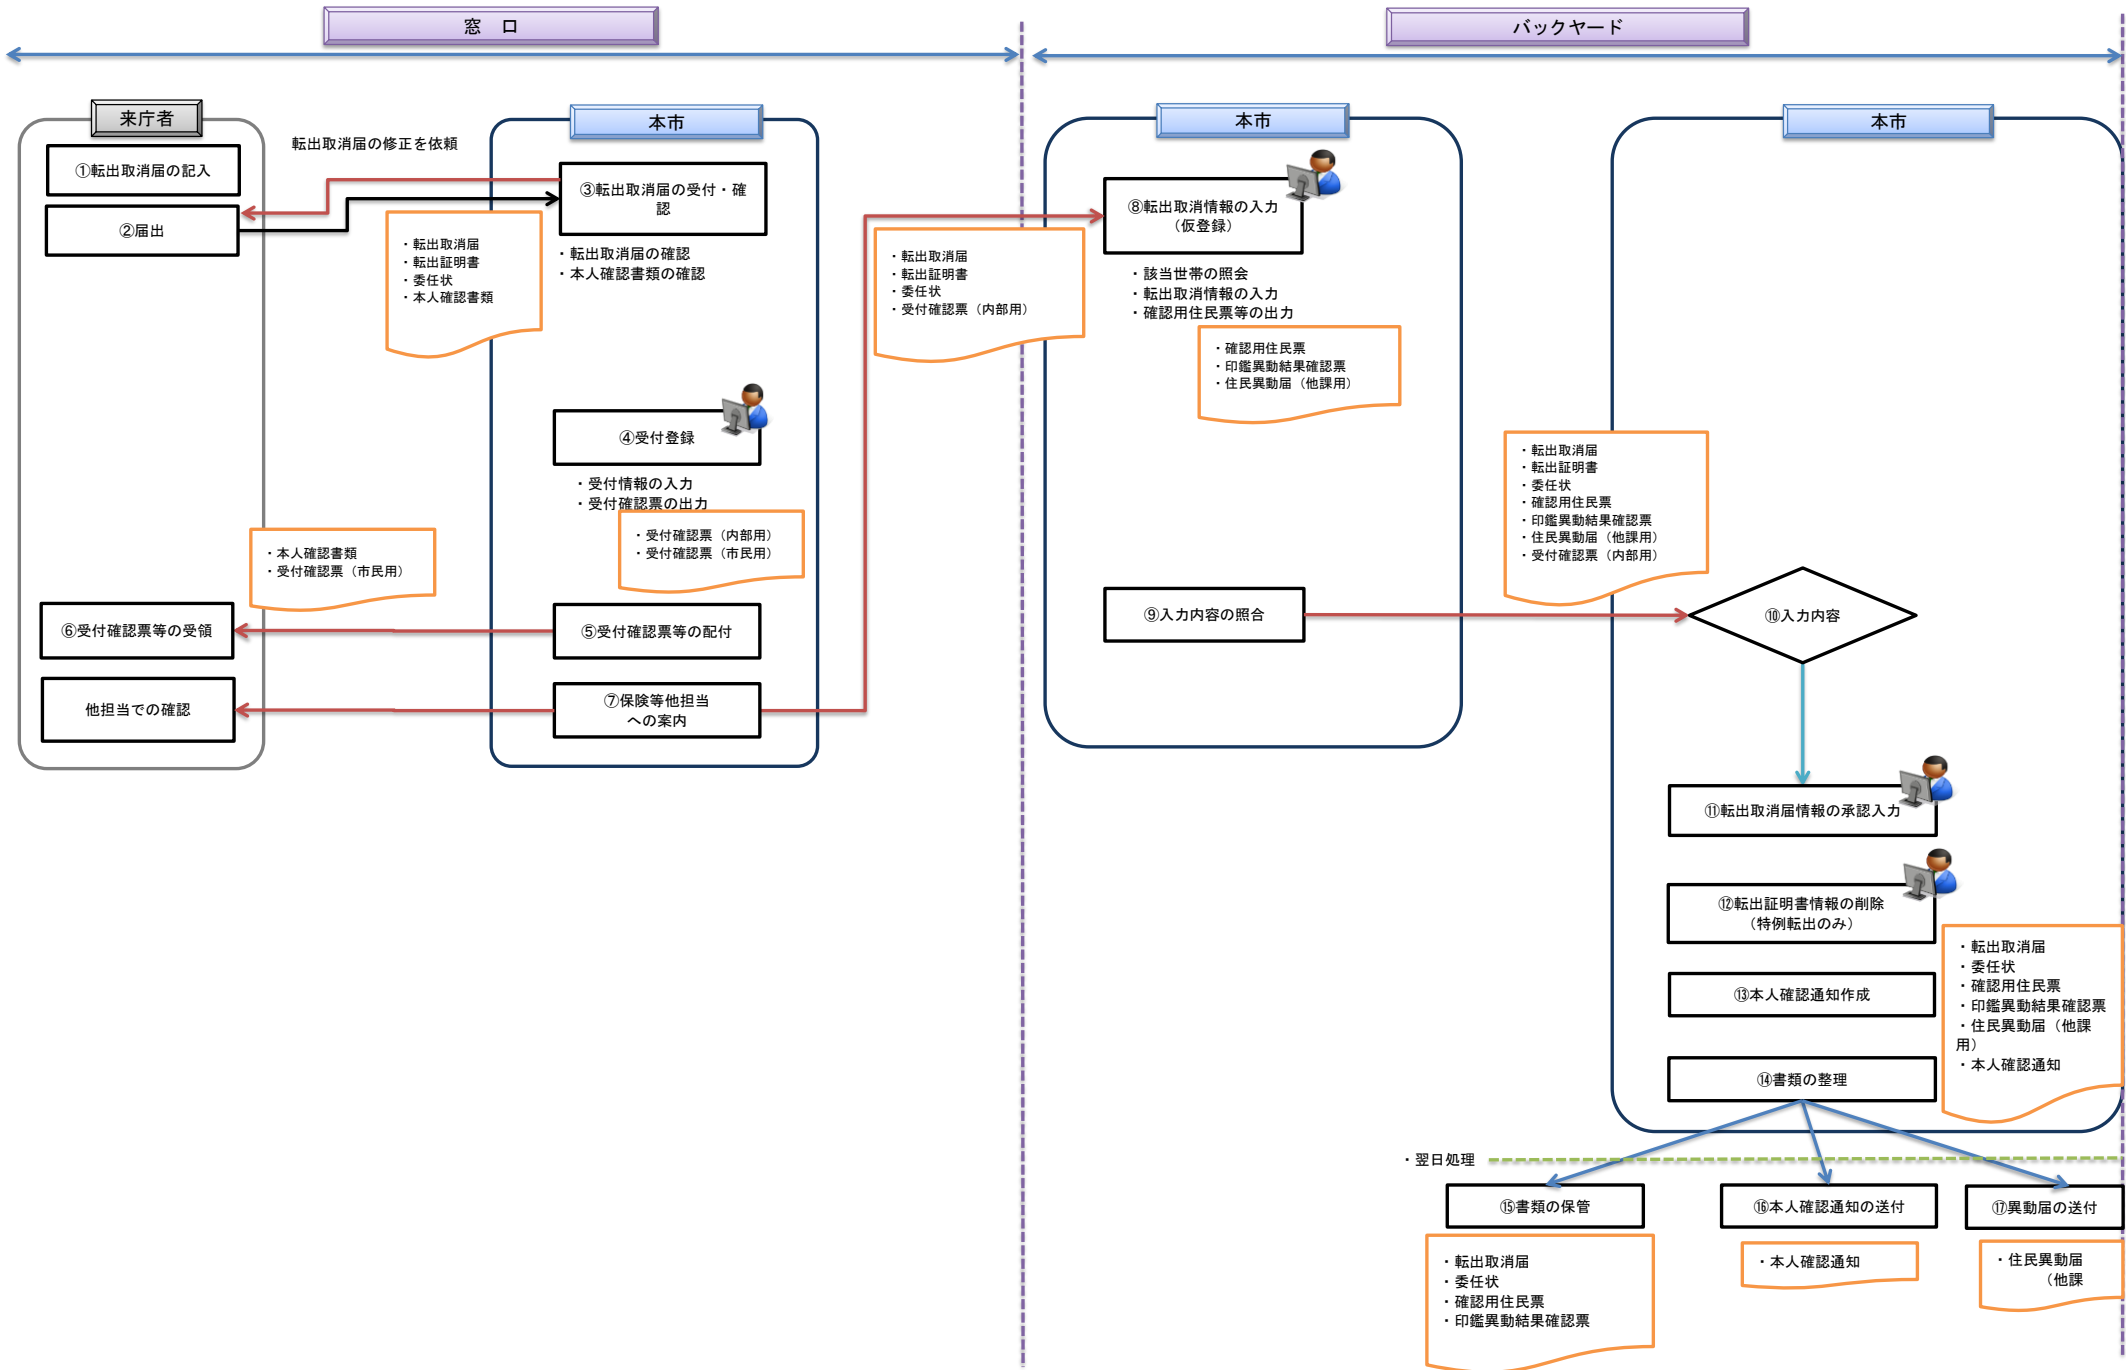 窓　口
バックヤード
来庁者
本市
本市
本市
転出取消届の修正を依頼
①転出取消届の記入
②届出
③転出取消届の受付・確
認
・転出取消届
・転出証明書
・委任状
・本人確認書類
・転出取消届の確認
・本人確認書類の確認
④受付登録
・受付情報の入力
・受付確認票の出力
・受付確認票（内部用）
・受付確認票（市民用）
・本人確認書類
・受付確認票（市民用）
⑥受付確認票等の受領
⑤受付確認票等の配付
他担当での確認
⑦保険等他担当
への案内
・転出取消届
・転出証明書
・委任状
・受付確認票（内部用）
⑧転出取消情報の入力
（仮登録）
・該当世帯の照会
・転出取消情報の入力
・確認用住民票等の出力
・確認用住民票
・印鑑異動結果確認票
・住民異動届（他課用）
⑨入力内容の照合
・転出取消届
・転出証明書
・委任状
・確認用住民票
・印鑑異動結果確認票
・住民異動届（他課用）
・受付確認票（内部用）
⑩入力内容
⑪転出取消届情報の承認入力
⑫転出証明書情報の削除
（特例転出のみ）
⑬本人確認通知作成
⑭書類の整理
・転出取消届
・委任状
・確認用住民票
・印鑑異動結果確認票
・住民異動届（他課
用）
・本人確認通知
・翌日処理
⑮書類の保管
⑯本人確認通知の送付
⑰異動届の送付
・転出取消届
・委任状
・確認用住民票
・印鑑異動結果確認票
・本人確認通知
・住民異動届
（他課